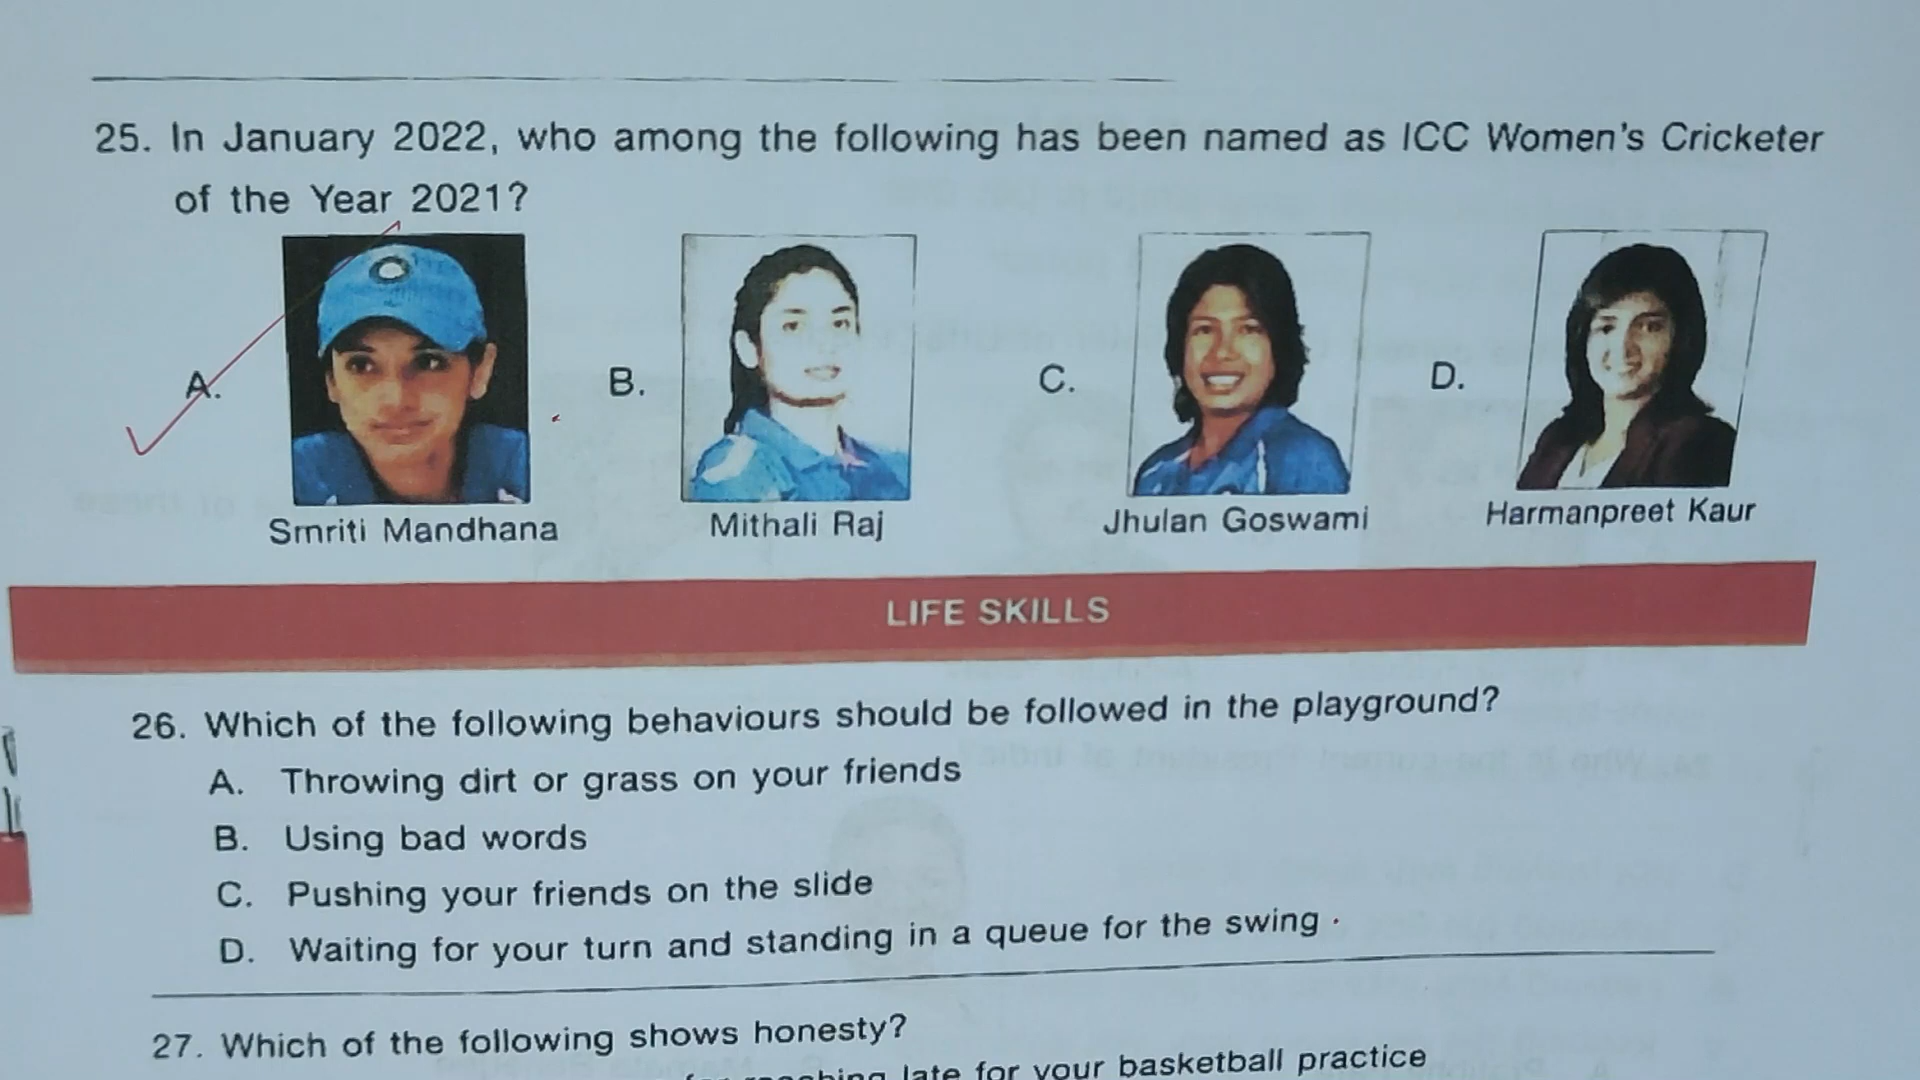 25. In January 2022, who among the following has been named as ICC Women's Cricketer
of the Year 2021?
A.
B.
C.
D.
Smriti Mandhana
Mithali Raj
Jhulan Goswami
Harmanpreet Kaur
LIFE SKILLS
26. Which of the following behaviours should be followed in the playground?
A. Throwing dirt or grass on your friends
B. Using bad words
C. Pushing your friends on the slide
D. Waiting for your turn and standing in a queue for the swing
27. Which of the following shows honesty?
late for your basketball practice